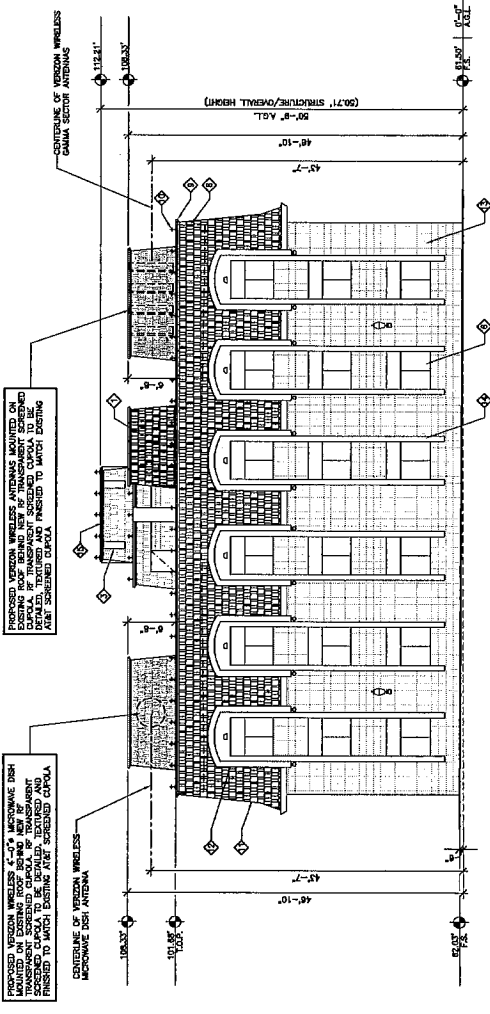 PROPOSED VERIZON WIRELESS 4'-0"ø MICROWAVE DISH
MOUNTED ON EXISTING ROOF BEHIND NEW RF
TRANSPARENT SCREENED CUPOLA. RF TRANSPARENT
SCREENED CUPOLA TO BE DETAILED, TEXTURED AND
FINISHED TO MATCH EXISTING AT&T SCREENED CUPOLA
PROPOSED VERIZON WIRELESS ANTENNAS MOUNTED ON
EXISTING ROOF BEHIND NEW RF TRANSPARENT SCREENED
CUPOLA. RF TRANSPARENT SCREENED CUPOLA TO BE
DETAILED, TEXTURED AND FINISHED TO MATCH EXISTING
AT&T SCREENED CUPOLA
CENTERLINE OF VERIZON WIRELESS
MICROWAVE DISH ANTENNA
CENTERLINE OF VERIZON WIRELESS
GAMMA SECTOR ANTENNAS
112.21'
108.33'
108.33'
101.66'
T.O.P.
6'-8"
6'-8"
46'-10"
43'-7"
43'-7"
46'-10"
50'-9" A.G.L.
(50.71' STRUCTURE/OVERALL HEIGHT)
6"
F.S.
61.50'
F.S.
0'-0"
A.G.L.